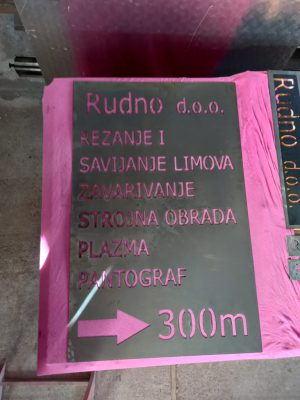 Rudno d.o.o.
REZANJE I
SAVIJANJE LIMOVA
ZAVARIVANJE
STROJNA OBRADA
PLAZMA
PANTOGRAF
300m
Rudno d.o.o.